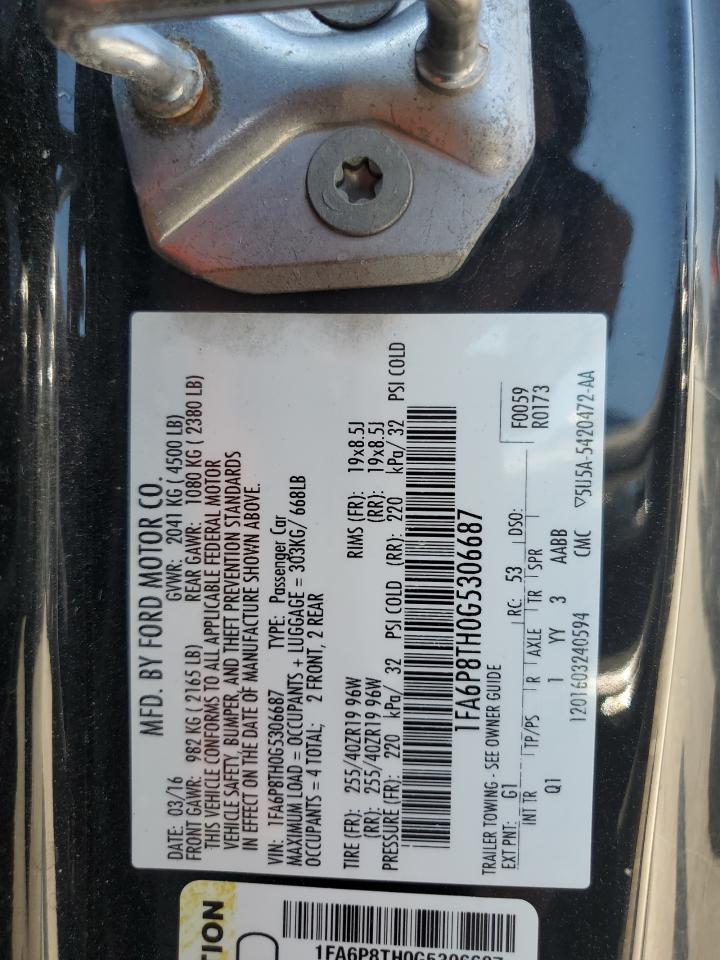 MFD. BY FORD MOTOR CO.
DATE: 03/16 GVWR: 2041 KG ( 4500 LB)
FRONT GAWR: 982 KG ( 2165 LB) REAR GAWR: 1080 KG ( 2380 LB)
THIS VEHICLE CONFORMS TO ALL APPLICABLE FEDERAL MOTOR
VEHICLE SAFETY, BUMPER, AND THEFT PREVENTION STANDARDS
IN EFFECT ON THE DATE OF MANUFACTURE SHOWN ABOVE.
VIN: 1FA6P8TH0G5306687 TYPE: Passenger Car
MAXIMUM LOAD = OCCUPANTS + LUGGAGE = 303KG/ 668LB
OCCUPANTS = 4 TOTAL; 2 FRONT, 2 REAR
TIRE (FR): 255/40ZR19 96W RIMS (FR): 19x8.5J
(RR): 255/40ZR19 96W (RR): 19x8.5J
PRESSURE (FR): 220 kPa/ 32 PSI COLD (RR): 220 kPa/ 32 PSI COLD
1FA6P8TH0G5306687
TRAILER TOWING - SEE OWNER GUIDE F0059
EXT PNT: G1 RC: 53 DSO: R0173
INT TR TP/PS R AXLE TR SPR
Q1 1 YY 3 AABB
1201603240594 CMC ▽5U5A-5420472-AA
TION
1FA6P8TH0G5306687